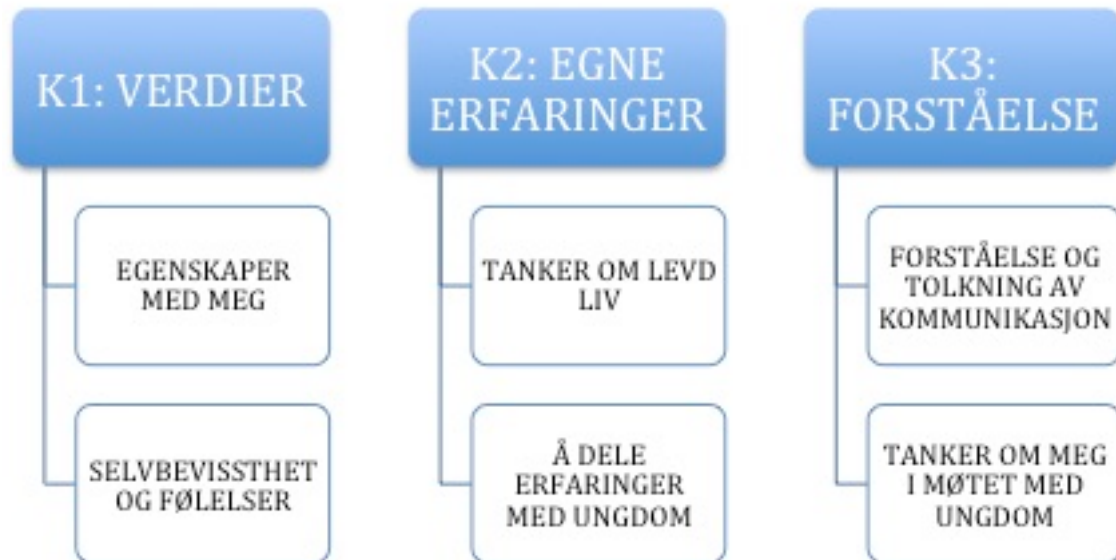 K1: VERDIER
EGENSKAPER
MED MEG
SELVBEVISSTHET
OG FØLELSER
K2: EGNE
ERFARINGER
TANKER OM LEVD
LIV
Å DELE
ERFARINGER
MED UNGDOM
K3:
FORSTÅELSE
FORSTÅELSE OG
TOLKNING AV
KOMMUNIKASJON
TANKER OM MEG
I MØTET MED
UNGDOM